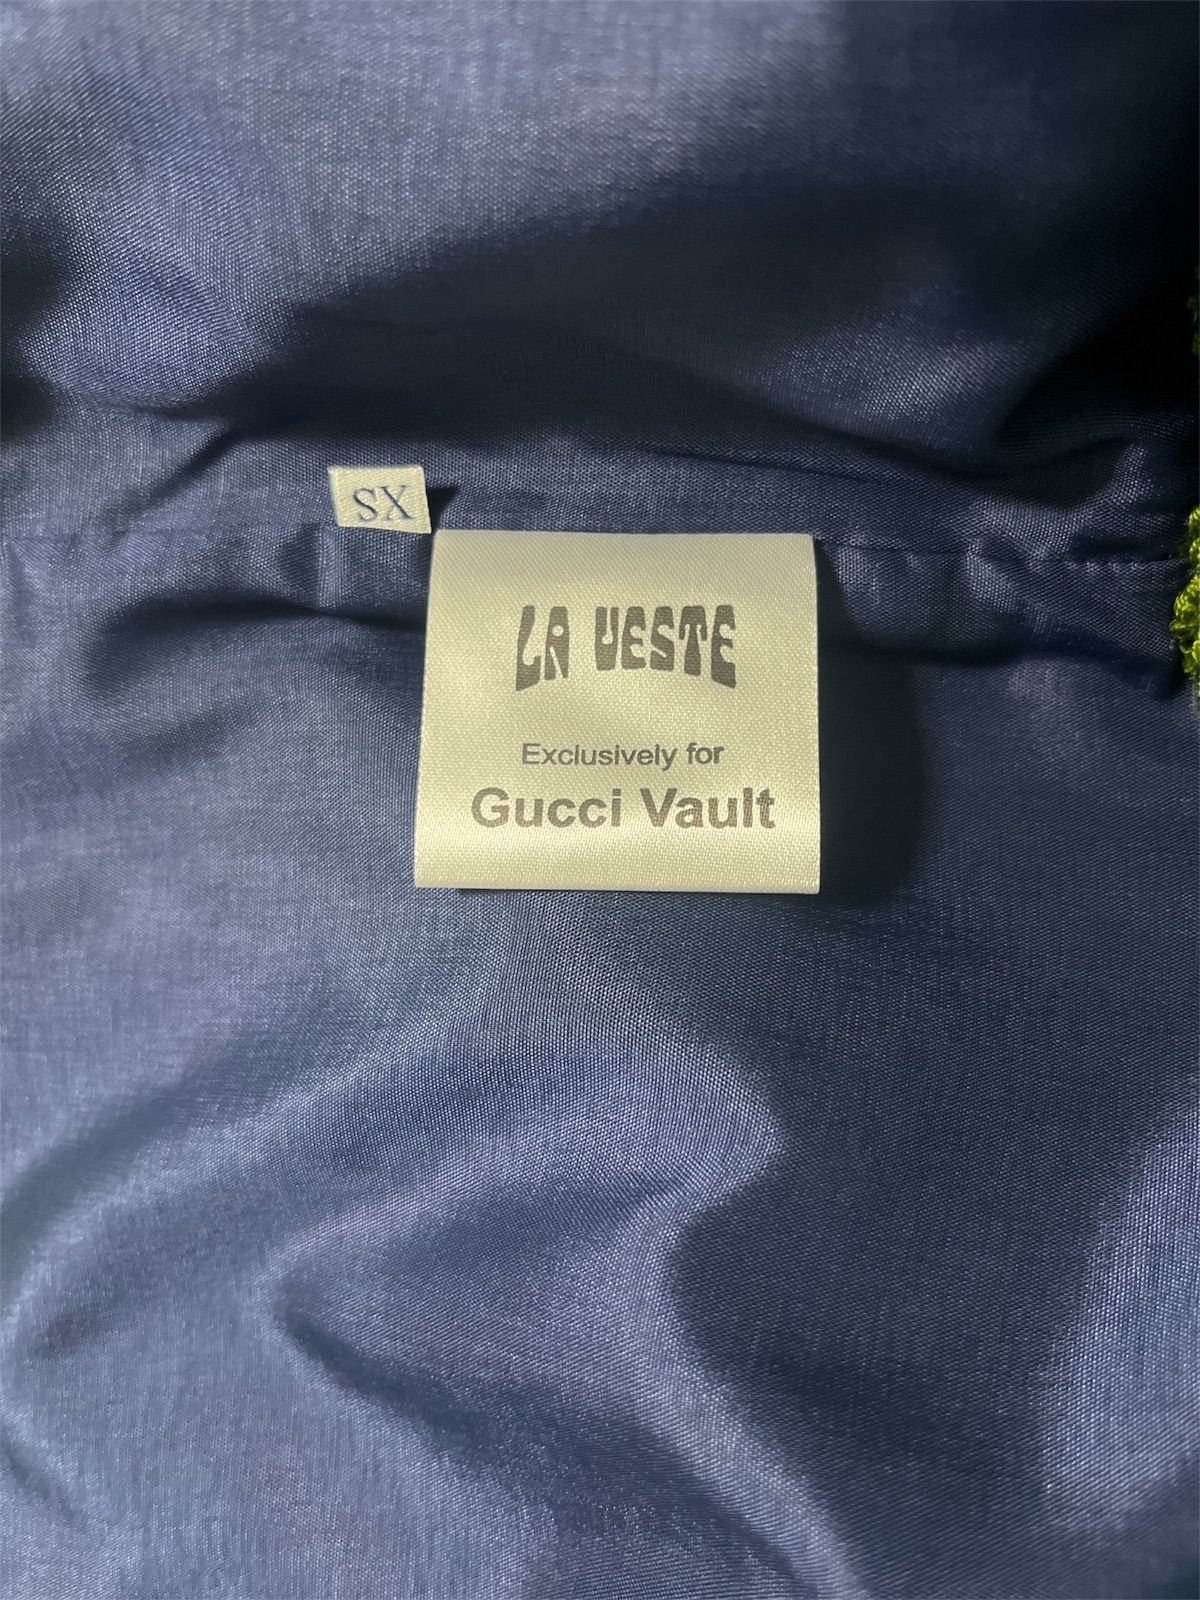 SX
LA VESTE
Exclusively for
Gucci Vault